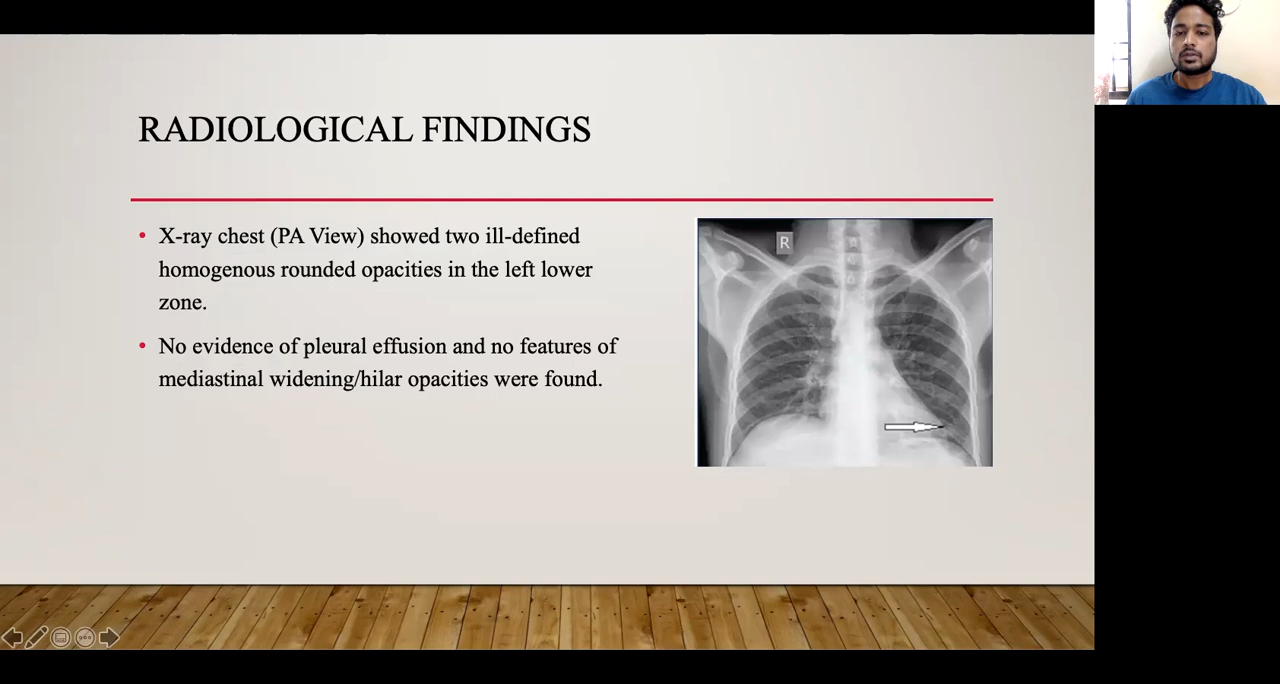 RADIOLOGICAL FINDINGS
• X-ray chest (PA View) showed two ill-defined
homogenous rounded opacities in the left lower
zone.
• No evidence of pleural effusion and no features of
mediastinal widening/hilar opacities were found.
R